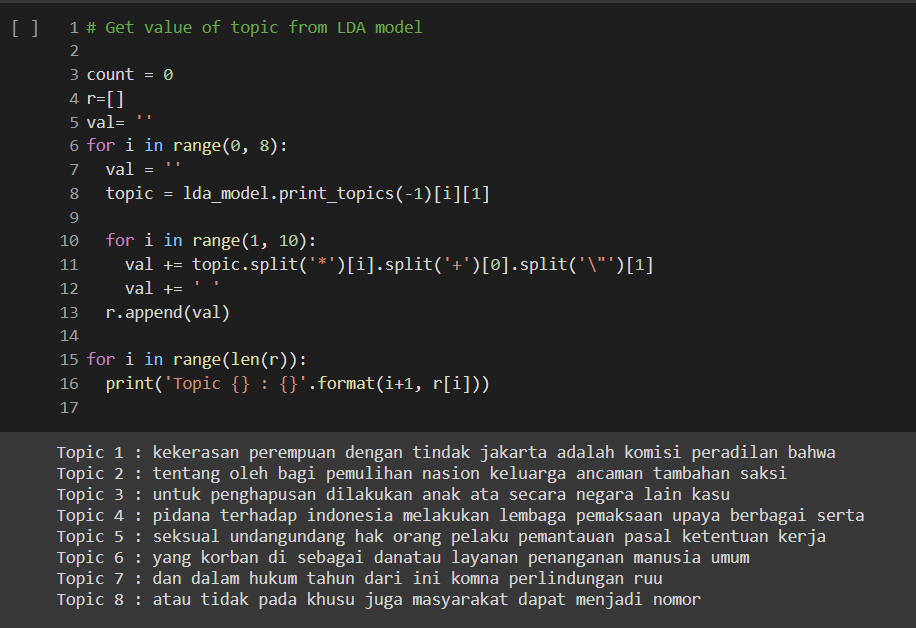 [ ] 1 # Get value of topic from LDA model
2
3 count = 0
4 r=[]
5 val= ''
6 for i in range(0, 8):
7   val = ''
8   topic = lda_model.print_topics(-1)[i][1]
9
10   for i in range(1, 10):
11     val += topic.split('*')[i].split('+')[0].split('\"')[1]
12     val += ' '
13   r.append(val)
14
15 for i in range(len(r)):
16   print('Topic {} : {}'.format(i+1, r[i]))
17
Topic 1 : kekerasan perempuan dengan tindak jakarta adalah komisi peradilan bahwa
Topic 2 : tentang oleh bagi pemulihan nasion keluarga ancaman tambahan saksi
Topic 3 : untuk penghapusan dilakukan anak ata secara negara lain kasu
Topic 4 : pidana terhadap indonesia melakukan lembaga pemaksaan upaya berbagai serta
Topic 5 : seksual undangundang hak orang pelaku pemantauan pasal ketentuan kerja
Topic 6 : yang korban di sebagai danatau layanan penanganan manusia umum
Topic 7 : dan dalam hukum tahun dari ini komna perlindungan ruu
Topic 8 : atau tidak pada khusu juga masyarakat dapat menjadi nomor